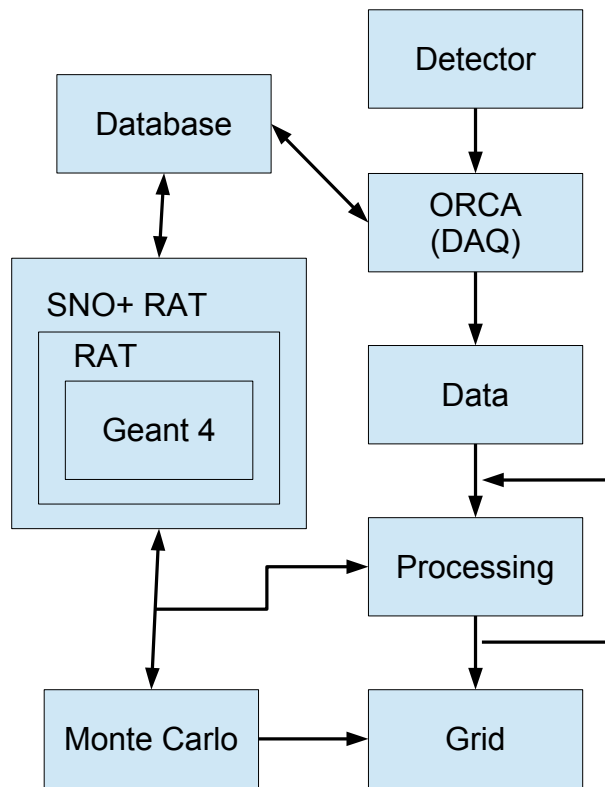 Detector
Database
ORCA
(DAQ)
SNO+ RAT
RAT
Geant 4
Data
Processing
Monte Carlo
Grid